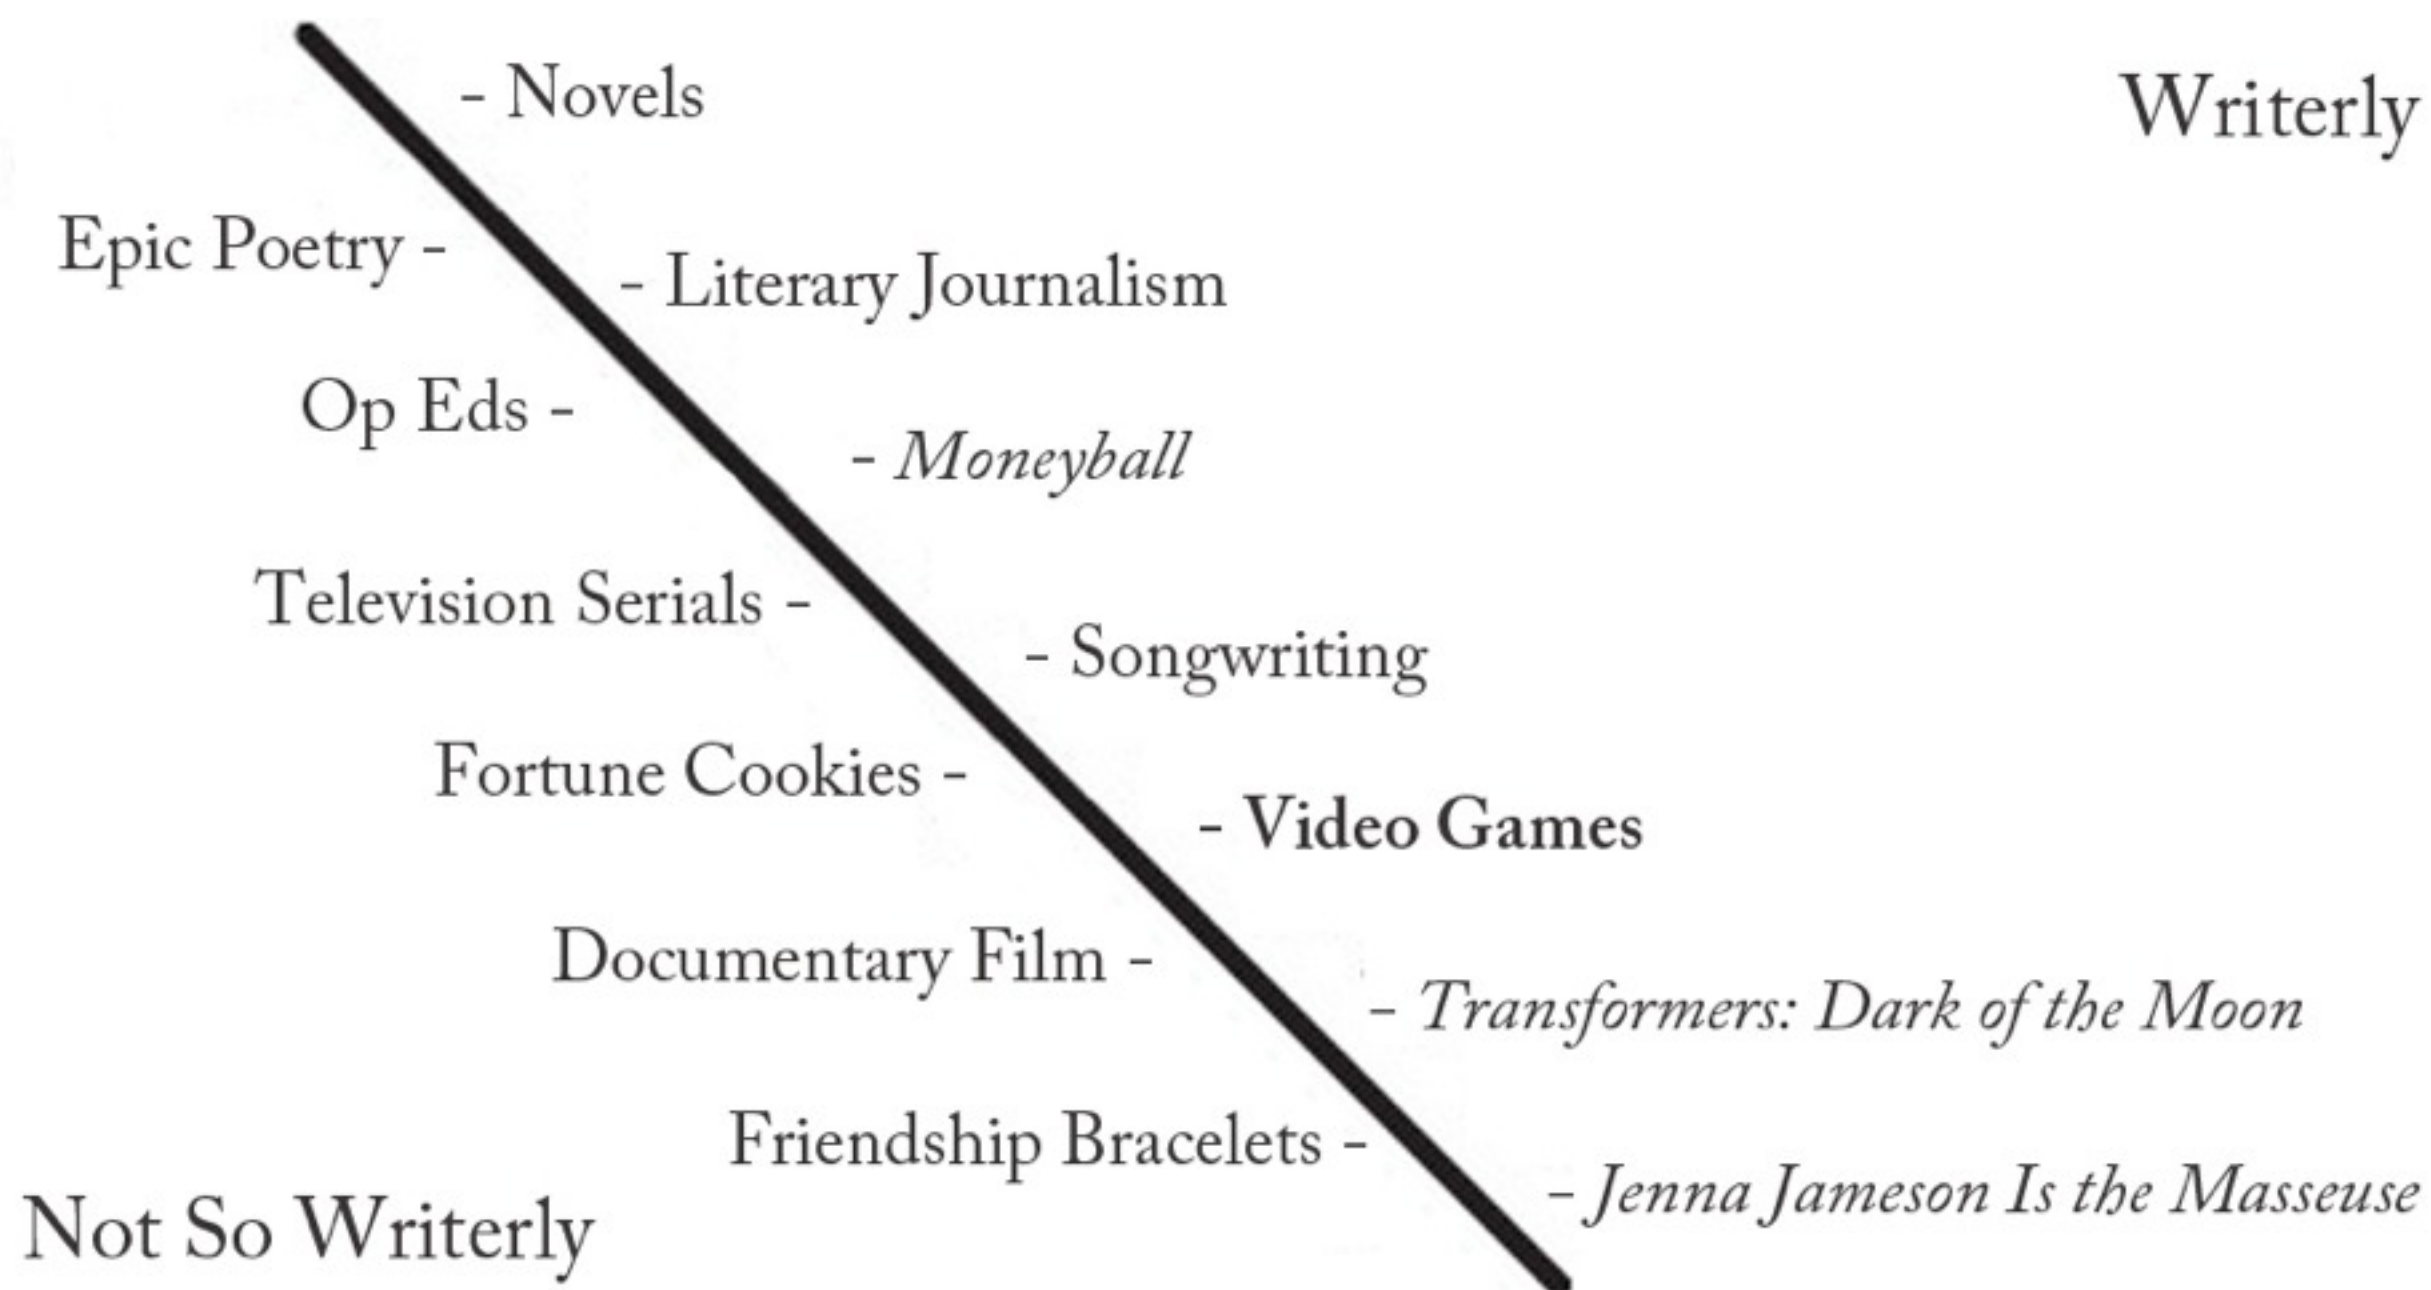 - Novels
Writerly
Epic Poetry -
- Literary Journalism
Op Eds -
- Moneyball
Television Serials -
- Songwriting
Fortune Cookies -
- Video Games
Documentary Film -
- Transformers: Dark of the Moon
Friendship Bracelets -
- Jenna Jameson Is the Masseuse
Not So Writerly